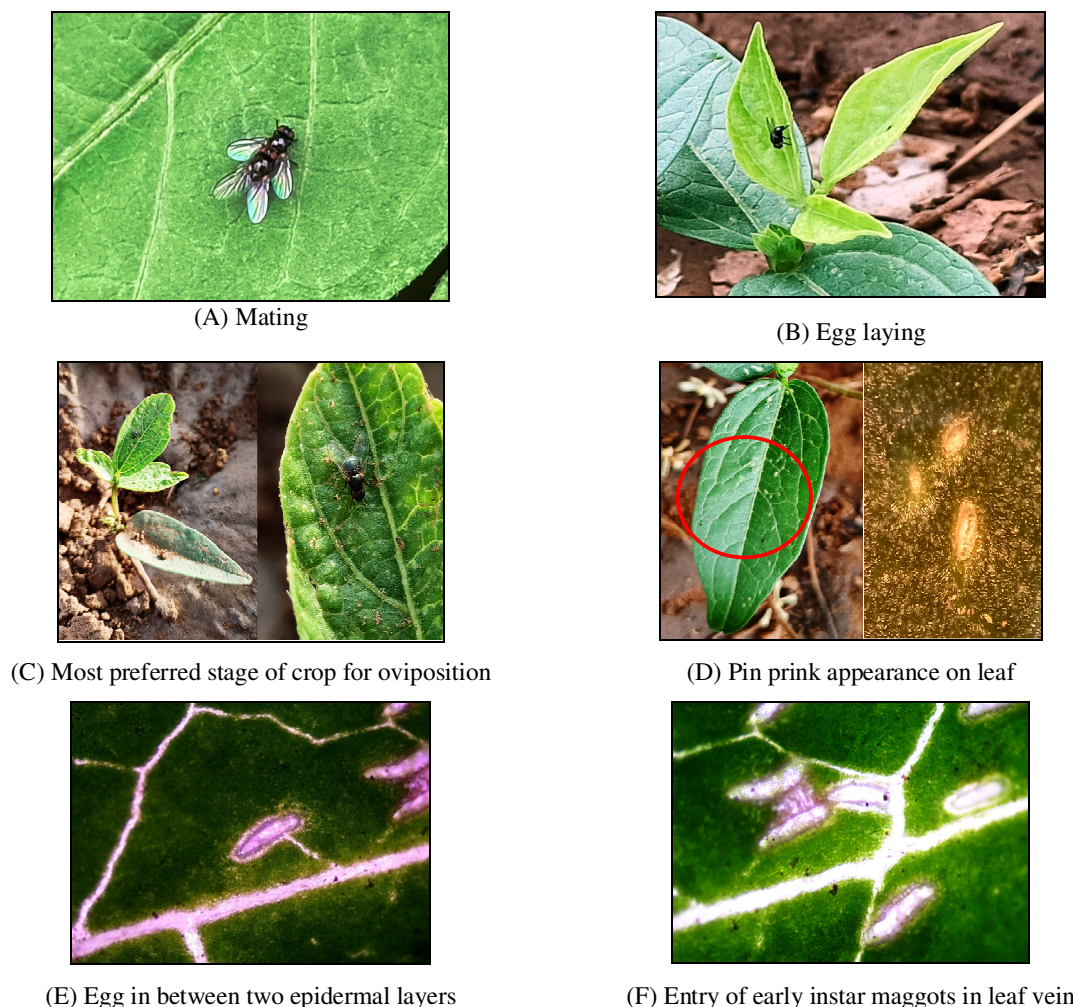 (A) Mating
(B) Egg laying
(C) Most preferred stage of crop for oviposition
(D) Pin prink appearance on leaf
(E) Egg in between two epidermal layers
(F) Entry of early instar maggots in leaf vein